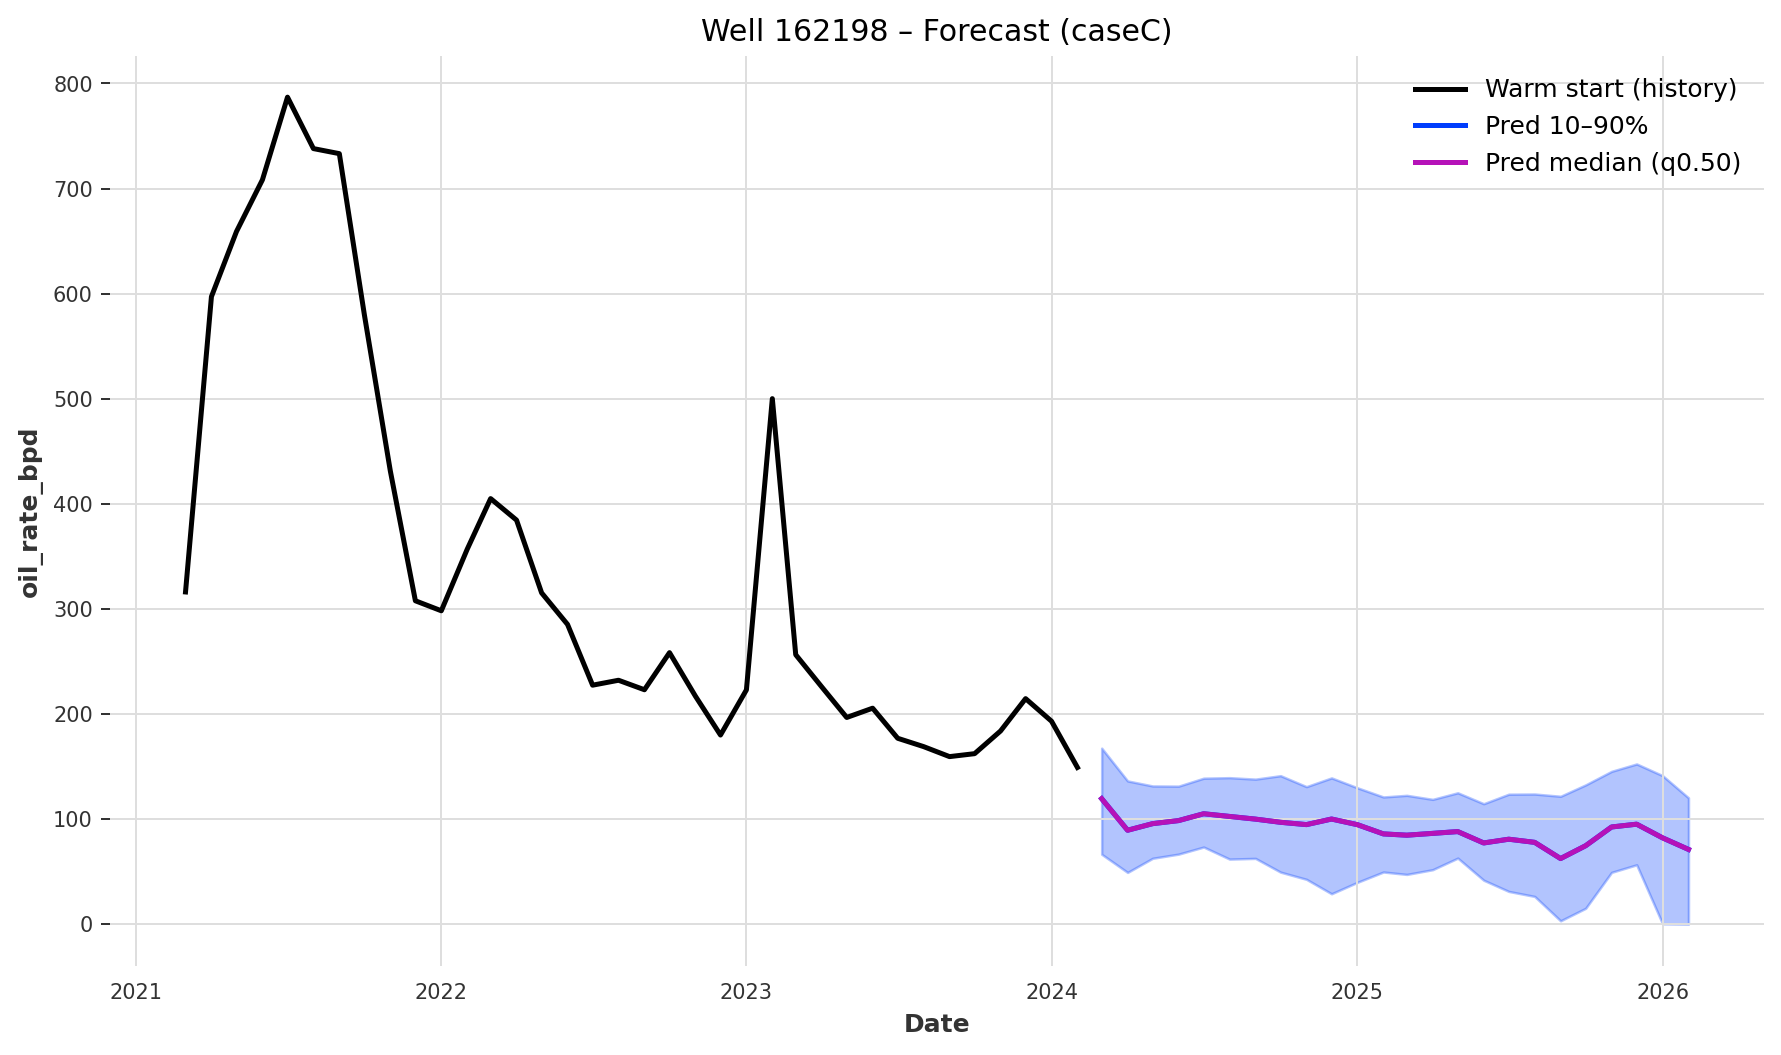 Well 162198 – Forecast (caseC)
Warm start (history)
Pred 10–90%
Pred median (q0.50)
oil_rate_bpd
800
700
600
500
400
300
200
100
0
2021 2022 2023 2024 2025 2026
Date